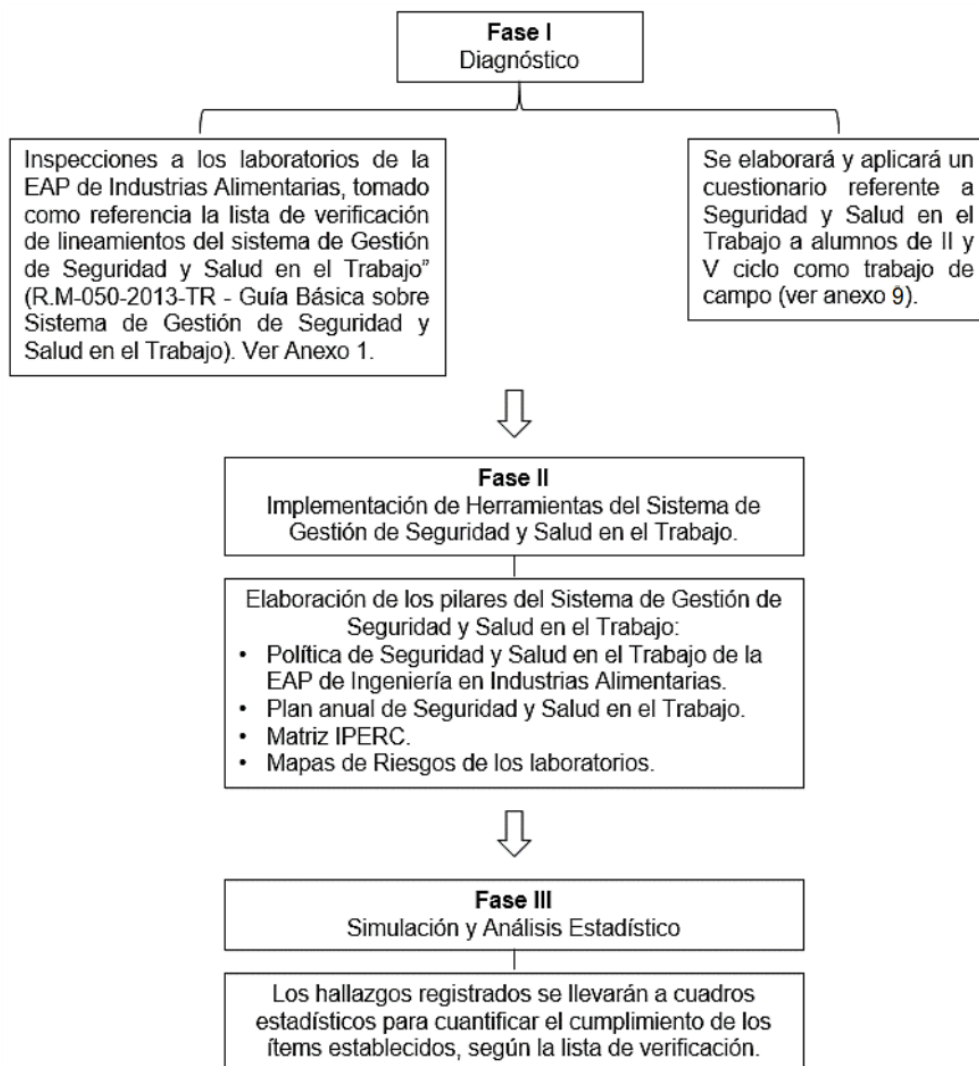 Fase I
Diagnóstico
Inspecciones a los laboratorios de la
EAP de Industrias Alimentarias, tomado
como referencia la lista de verificación
de lineamientos del sistema de Gestión
de Seguridad y Salud en el Trabajo”
(R.M-050-2013-TR - Guía Básica sobre
Sistema de Gestión de Seguridad y
Salud en el Trabajo). Ver Anexo 1.
Se elaborará y aplicará un
cuestionario referente a
Seguridad y Salud en el
Trabajo a alumnos de II y
V ciclo como trabajo de
campo (ver anexo 9).
Fase II
Implementación de Herramientas del Sistema de
Gestión de Seguridad y Salud en el Trabajo.
Elaboración de los pilares del Sistema de Gestión de
Seguridad y Salud en el Trabajo:
• Política de Seguridad y Salud en el Trabajo de la
EAP de Ingeniería en Industrias Alimentarias.
• Plan anual de Seguridad y Salud en el Trabajo.
• Matriz IPERC.
• Mapas de Riesgos de los laboratorios.
Fase III
Simulación y Análisis Estadístico
Los hallazgos registrados se llevarán a cuadros
estadísticos para cuantificar el cumplimiento de los
ítems establecidos, según la lista de verificación.